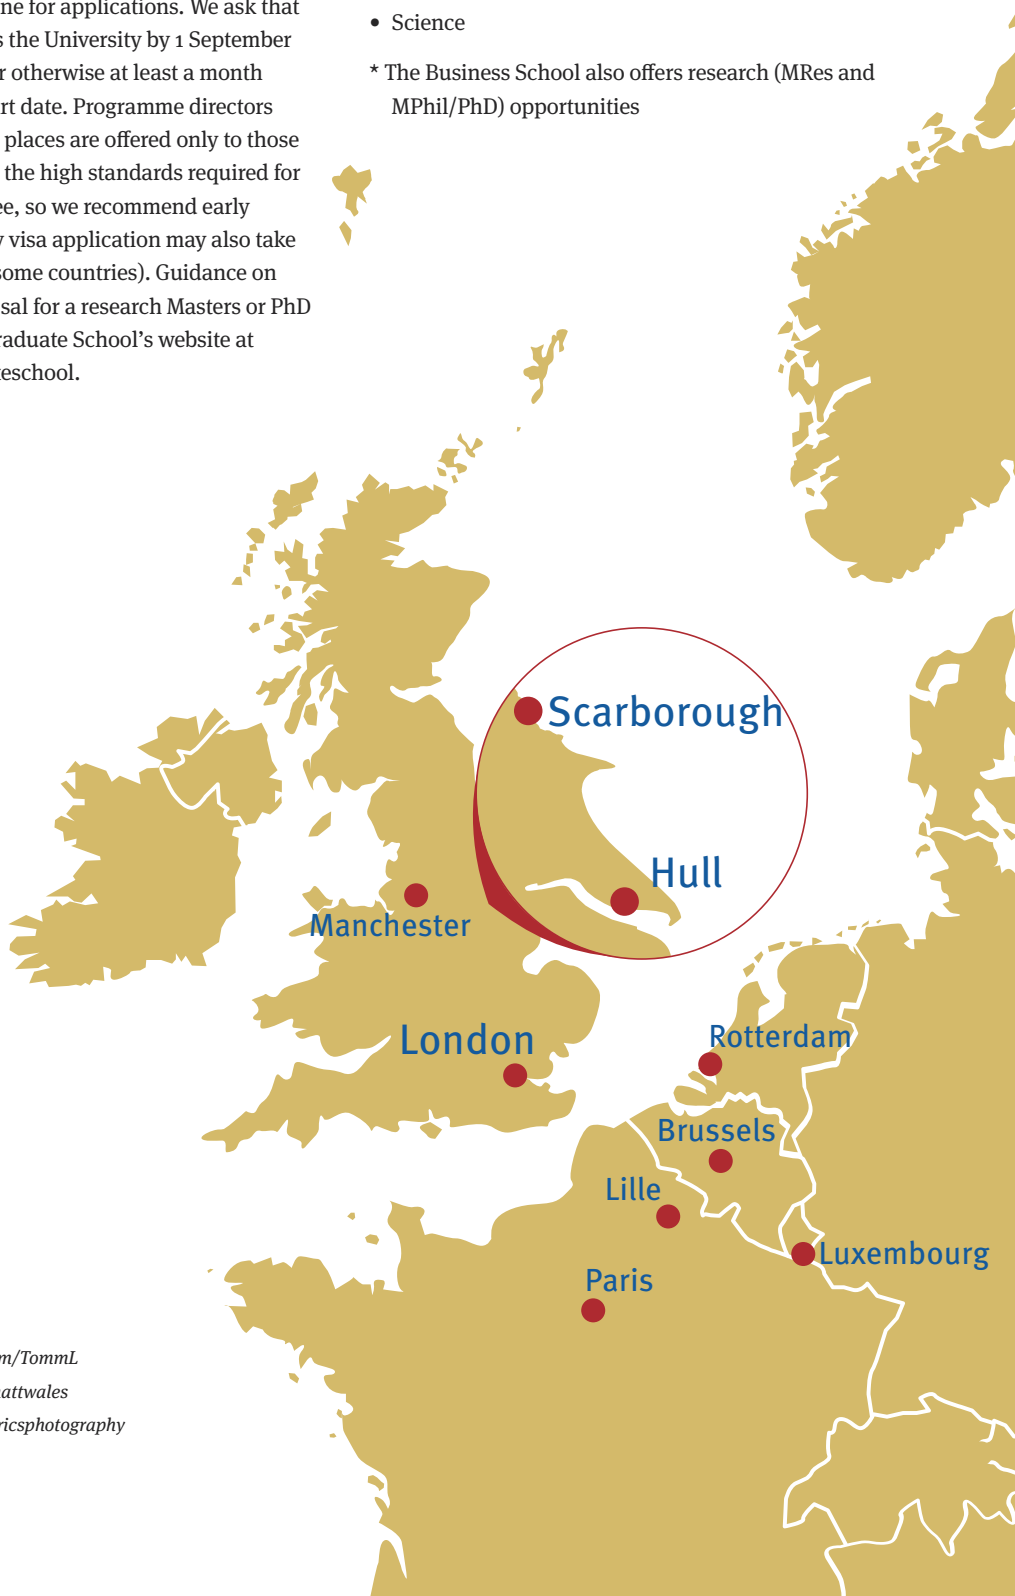 ne for applications. We ask that
s the University by 1 September
r otherwise at least a month
rt date. Programme directors
places are offered only to those
the high standards required for
ee, so we recommend early
y visa application may also take
some countries). Guidance on
sal for a research Masters or PhD
raduate School’s website at
eschool.
• Science
* The Business School also offers research (MRes and
MPhil/PhD) opportunities
Scarborough
Hull
Manchester
London
Rotterdam
Brussels
Lille
Luxembourg
Paris
m/TommL
attwales
ricsphotography